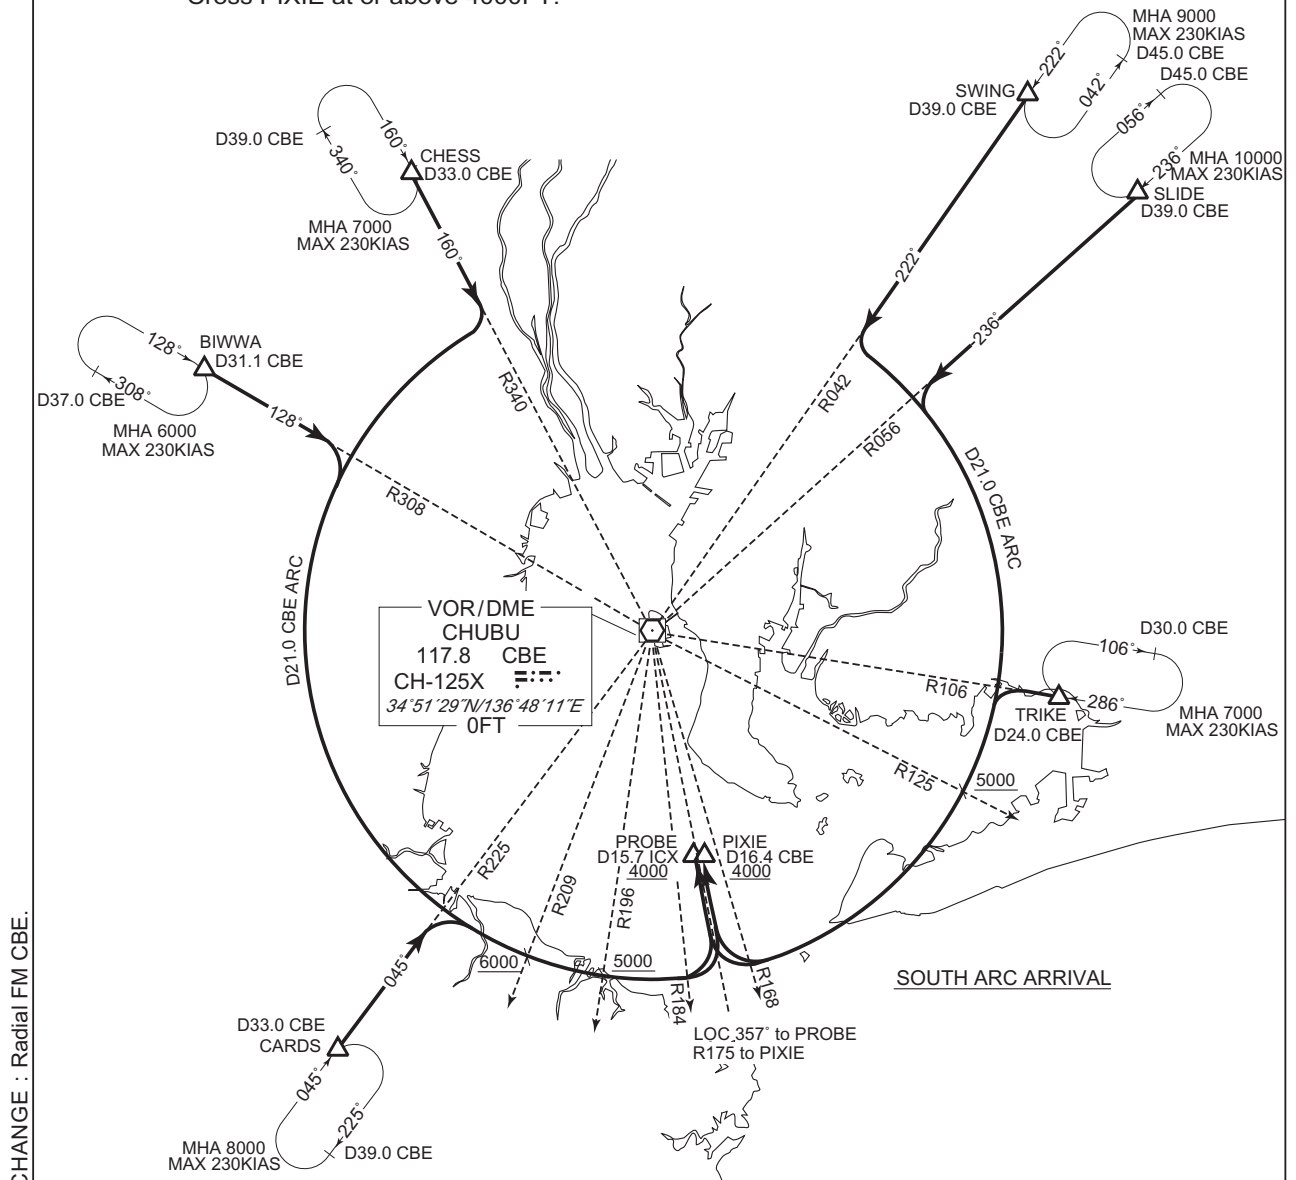 MHA 9000
MAX 230KIAS
D45.0 CBE
D45.0 CBE
222°
042°
SWING
D39.0 CBE
056°
236°
MHA 10000
MAX 230KIAS
SLIDE
D39.0 CBE
D39.0 CBE
160°
340°
CHESS
D33.0 CBE
MHA 7000
MAX 230KIAS
160°
222°
236°
BIWWA
D31.1 CBE
128°
308°
D37.0 CBE
MHA 6000
MAX 230KIAS
128°
R340
R042
R056
R308
D21.0 CBE ARC
D21.0 CBE ARC
VOR/DME
CHUBU
117.8 CBE
CH-125X
34°51′29″N/136°48′11″E
0FT
106°
D30.0 CBE
R106
286°
TRIKE
D24.0 CBE
MHA 7000
MAX 230KIAS
R125
5000
PROBE
D15.7 ICX
4000
PIXIE
D16.4 CBE
4000
R225
R209
R196
6000
5000
R184
R168
SOUTH ARC ARRIVAL
LOC 357° to PROBE
R175 to PIXIE
045°
D33.0 CBE
CARDS
045°
225°
MHA 8000
MAX 230KIAS
D39.0 CBE
CHANGE : Radial FM CBE.